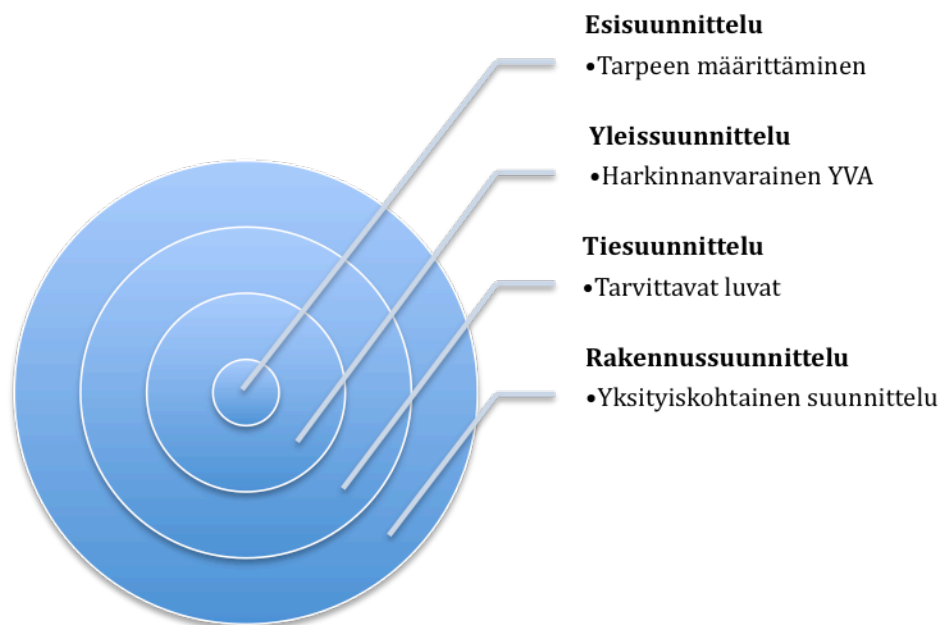 Esisuunnittelu
•Tarpeen määrittäminen
Yleissuunnittelu
•Harkinnanvarainen YVA
Tiesuunnittelu
•Tarvittavat luvat
Rakennussuunnittelu
•Yksityiskohtainen suunnittelu